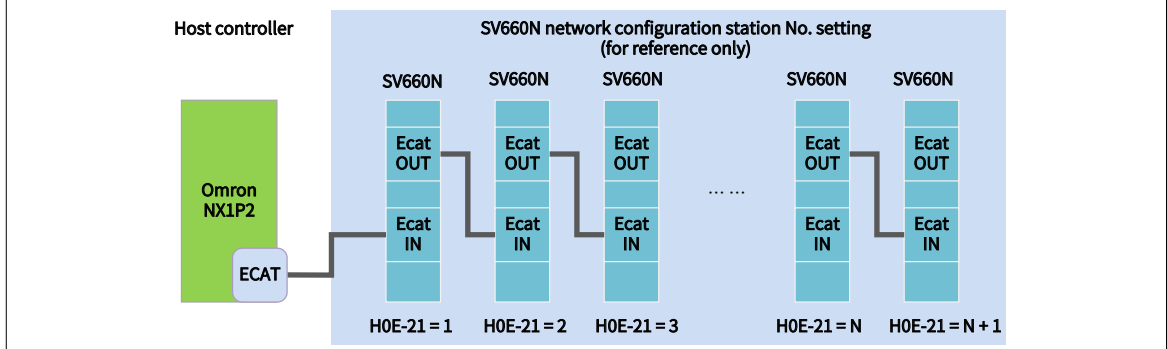 Host controller
SV660N network configuration station No. setting
(for reference only)
SV660N
SV660N
SV660N
SV660N
SV660N
Omron
NX1P2
ECAT
Ecat
OUT
Ecat
OUT
Ecat
OUT
Ecat
OUT
Ecat
OUT
... ...
Ecat
IN
Ecat
IN
Ecat
IN
Ecat
IN
Ecat
IN
H0E-21 = 1
H0E-21 = 2
H0E-21 = 3
H0E-21 = N
H0E-21 = N + 1